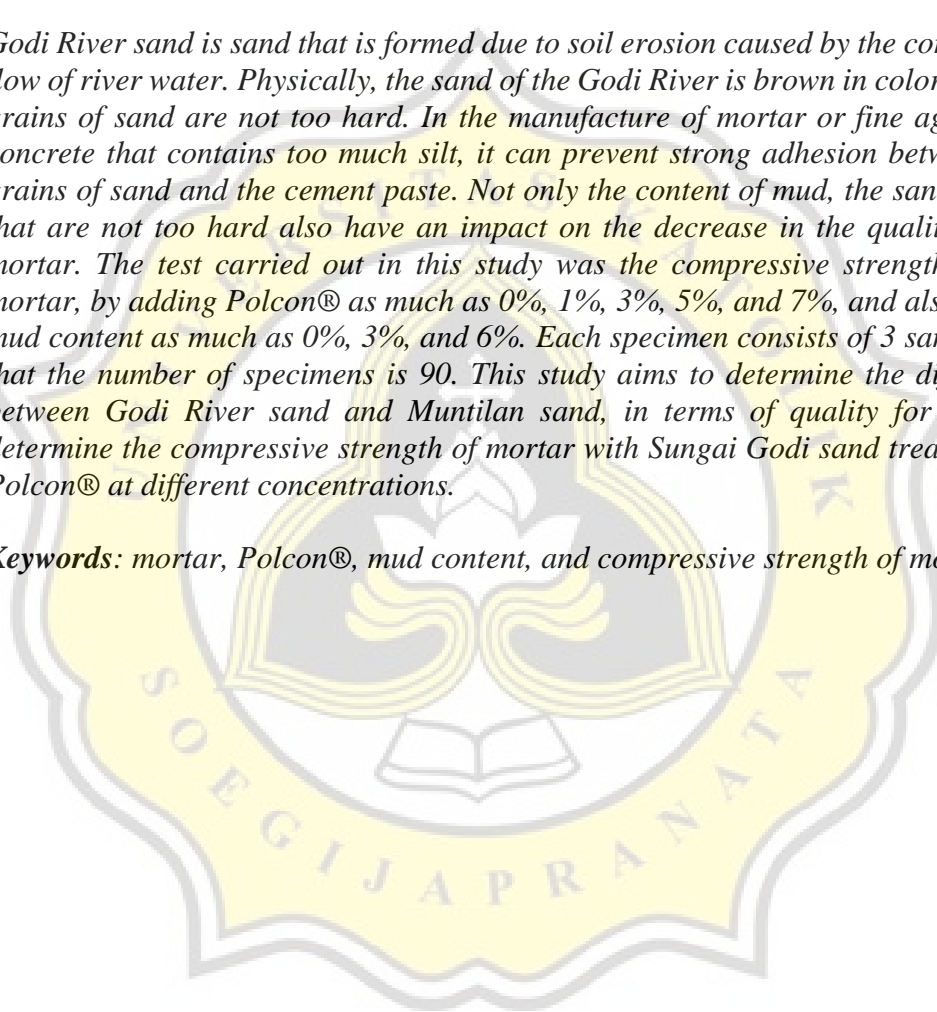 Godi River sand is sand that is formed due to soil erosion caused by the con
flow of river water. Physically, the sand of the Godi River is brown in color
grains of sand are not too hard. In the manufacture of mortar or fine ag
concrete that contains too much silt, it can prevent strong adhesion betw
grains of sand and the cement paste. Not only the content of mud, the san
that are not too hard also have an impact on the decrease in the qualit
mortar. The test carried out in this study was the compressive strength
mortar, by adding Polcon® as much as 0%, 1%, 3%, 5%, and 7%, and als
mud content as much as 0%, 3%, and 6%. Each specimen consists of 3 san
that the number of specimens is 90. This study aims to determine the di
between Godi River sand and Muntilan sand, in terms of quality for
determine the compressive strength of mortar with Sungai Godi sand trea
Polcon® at different concentrations.
Keywords: mortar, Polcon®, mud content, and compressive strength of mo
UNIVERSITAS KATOLIK
SOEGIJAPRANATA